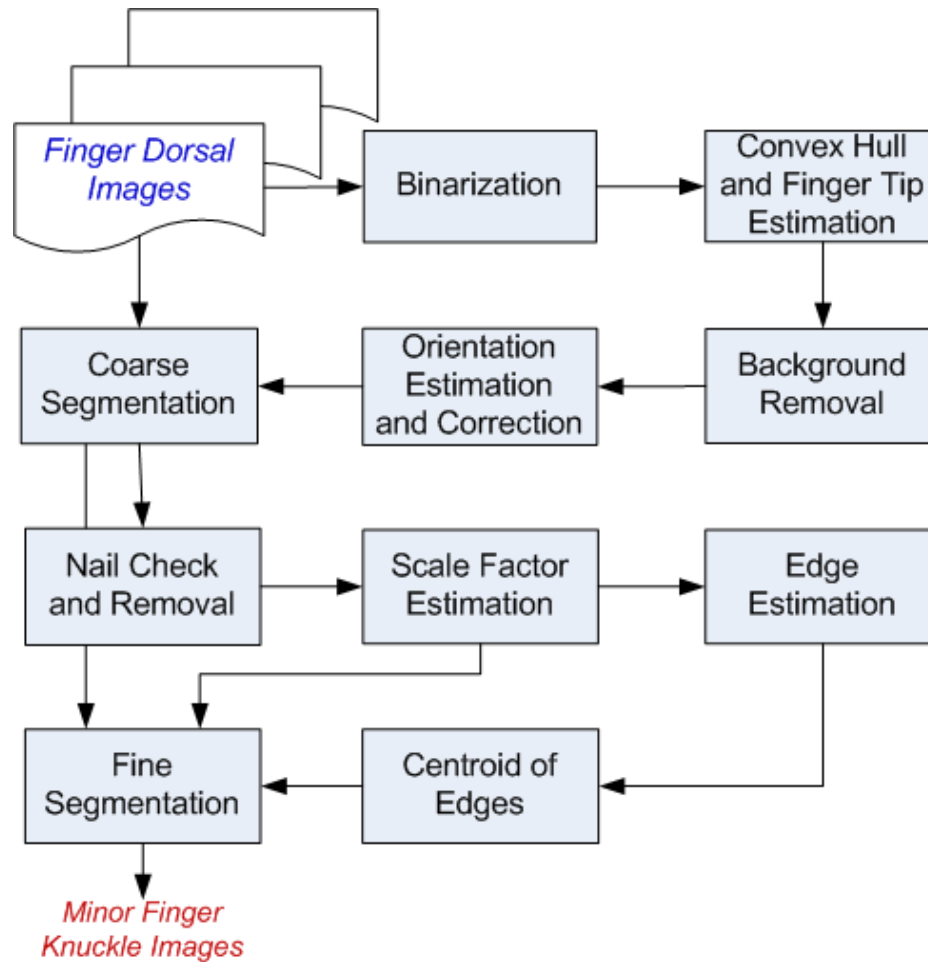 Finger Dorsal
Images
Binarization
Convex Hull
and Finger Tip
Estimation
Coarse
Segmentation
Orientation
Estimation
and Correction
Background
Removal
Nail Check
and Removal
Scale Factor
Estimation
Edge
Estimation
Fine
Segmentation
Centroid of
Edges
Minor Finger
Knuckle Images